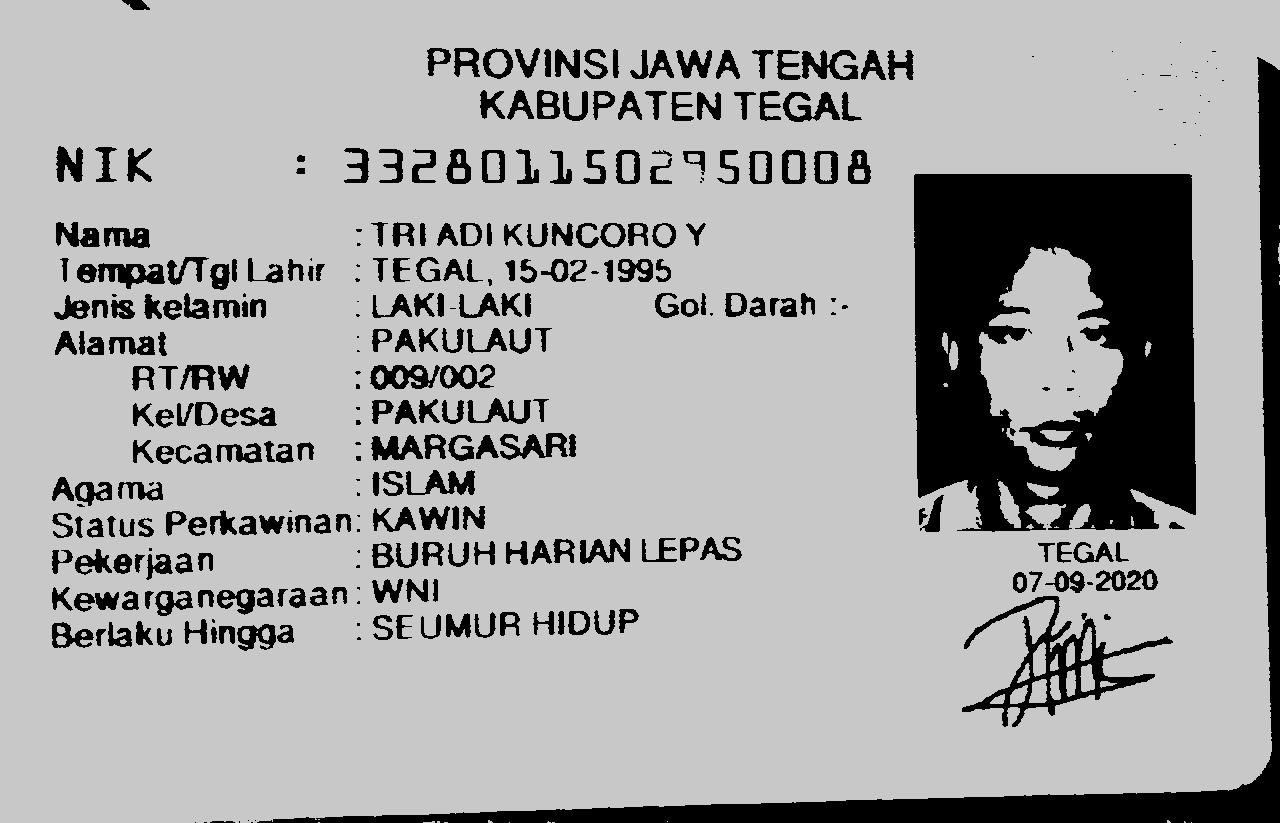 PROVINSI JAWA TENGAH
KABUPATEN TEGAL
NIK : 3328011502950008
Nama : TRI ADI KUNCORO Y
Tempat/Tgl Lahir : TEGAL, 15-02-1995
Jenis kelamin : LAKI-LAKI Gol. Darah :-
Alamat : PAKULAUT
RT/RW : 009/002
Kel/Desa : PAKULAUT
Kecamatan : MARGASARI
Agama : ISLAM
Status Perkawinan: KAWIN
Pekerjaan : BURUH HARIAN LEPAS
Kewarganegaraan: WNI
Berlaku Hingga : SEUMUR HIDUP
TEGAL
07-09-2020